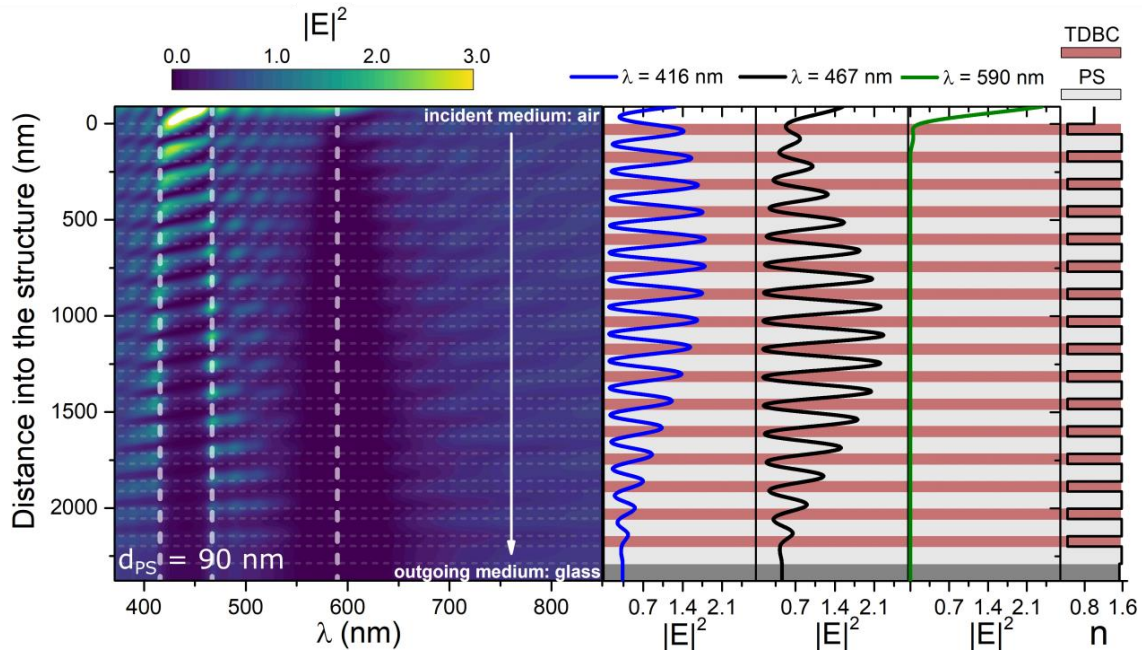 |E|²
0.0 1.0 2.0 3.0
λ = 416 nm λ = 467 nm λ = 590 nm
TDBC
PS
Distance into the structure (nm)
0
500
1000
1500
2000
incident medium: air
d_PS = 90 nm
outgoing medium: glass
400 500 600 700 800
λ (nm)
0.7 1.4 2.1
|E|²
0.7 1.4 2.1
|E|²
0.7 1.4 2.1
|E|²
0.8 1.6
n